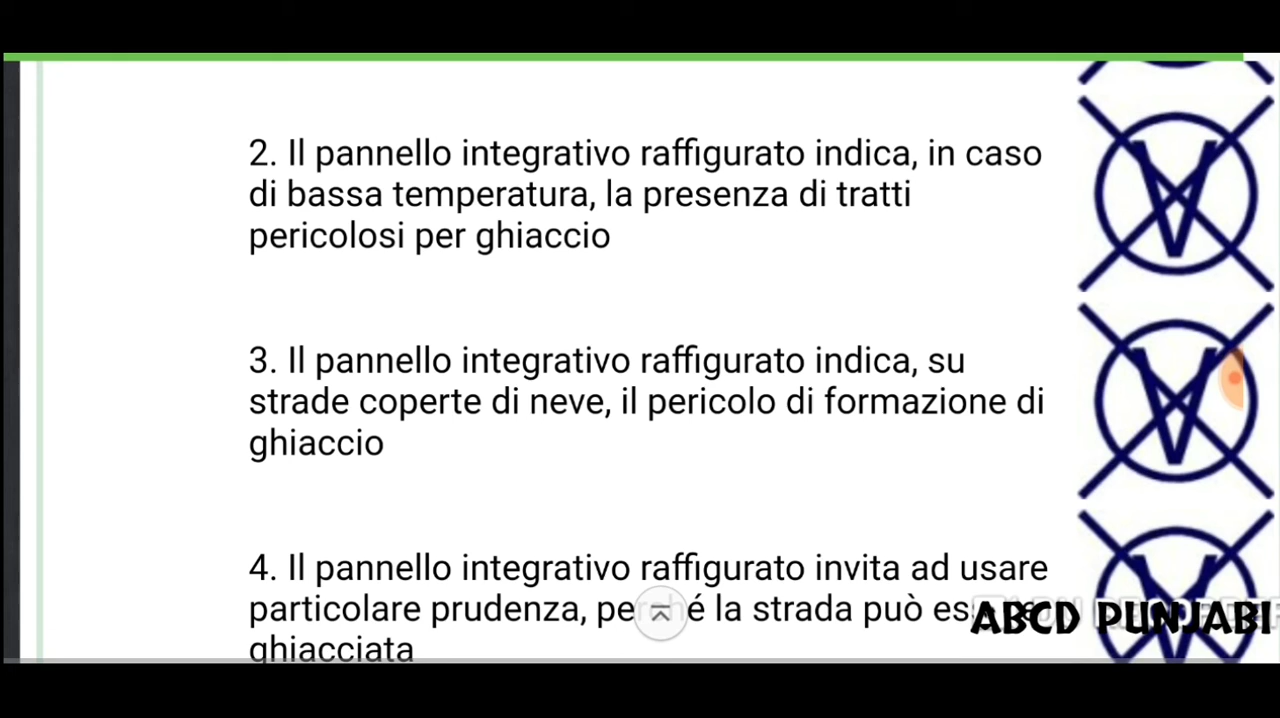 2. Il pannello integrativo raffigurato indica, in caso
di bassa temperatura, la presenza di tratti
pericolosi per ghiaccio
V
3. Il pannello integrativo raffigurato indica, su
strade coperte di neve, il pericolo di formazione di
ghiaccio
V
4. Il pannello integrativo raffigurato invita ad usare
particolare prudenza, perché la strada può
ghiacciata
V
ABCD PUNJABI